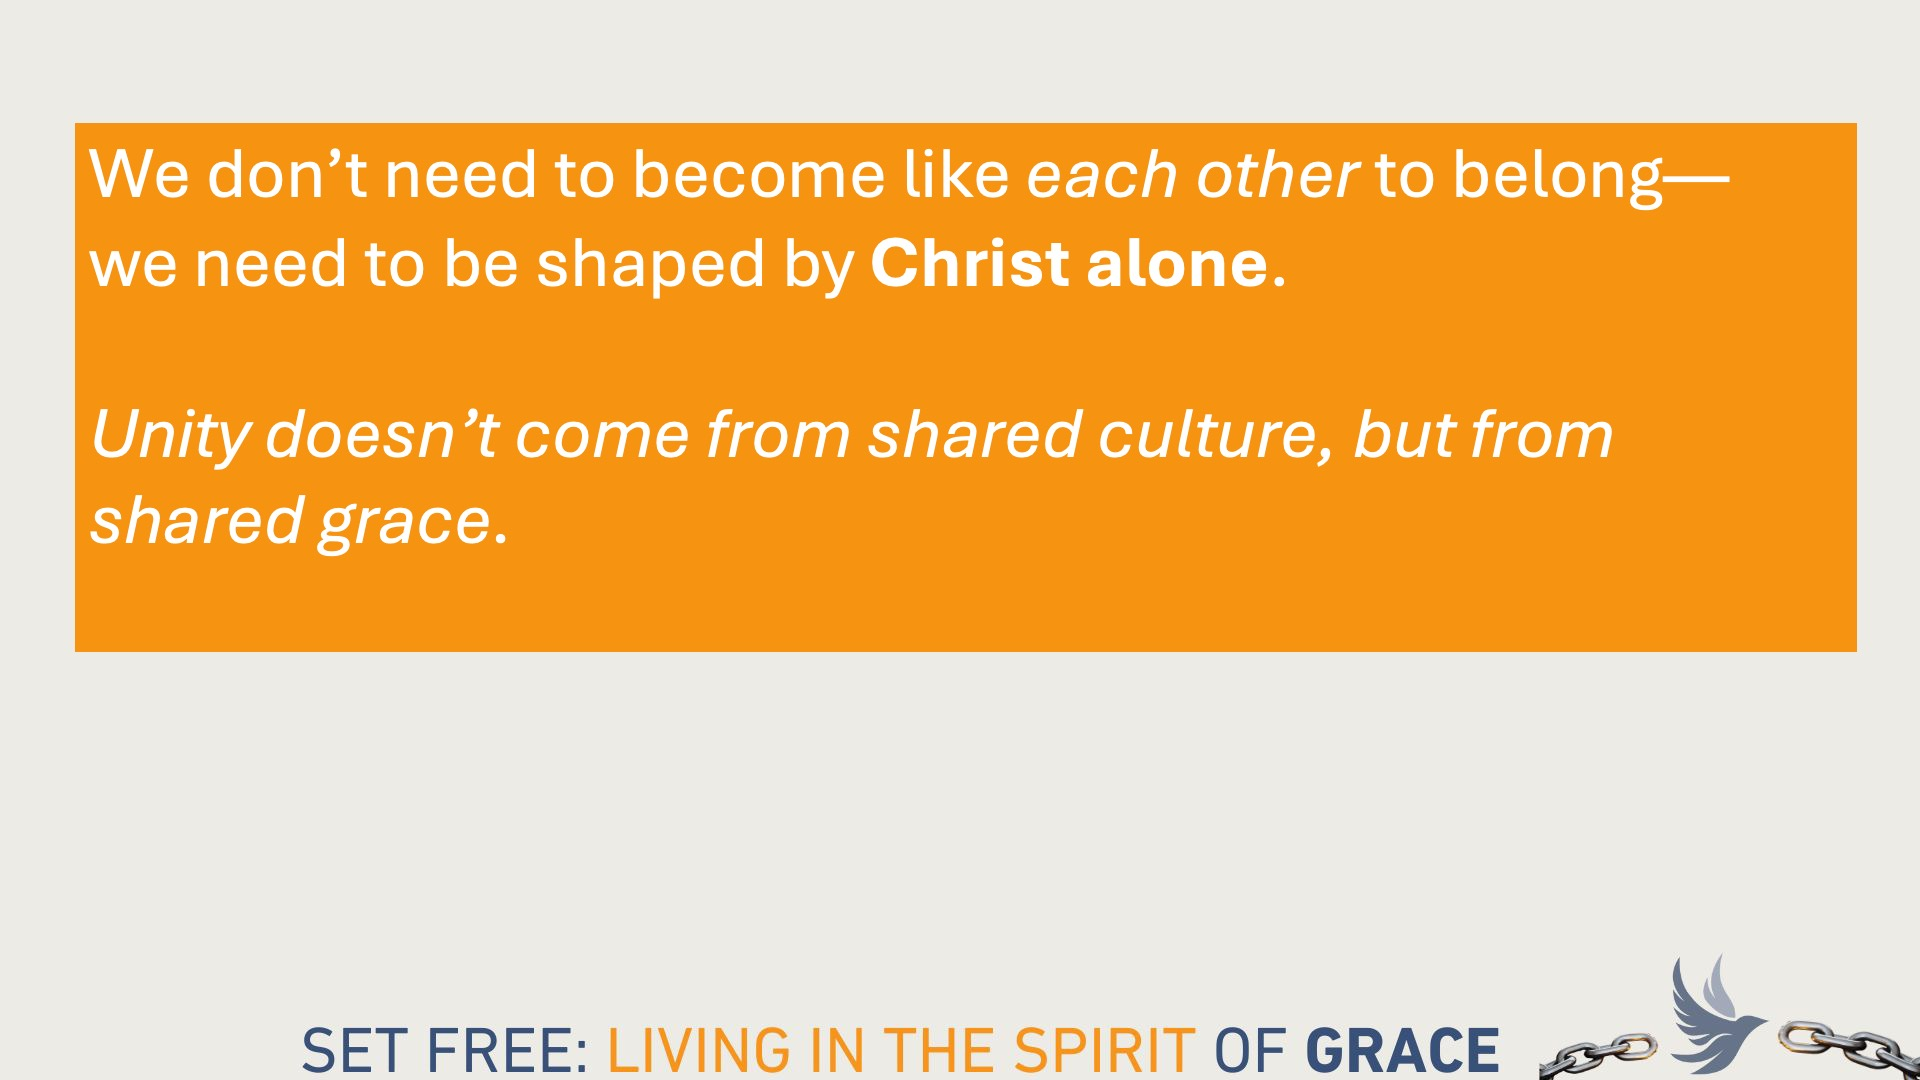 We don’t need to become like each other to belong—
we need to be shaped by Christ alone.
Unity doesn’t come from shared culture, but from
shared grace.
SET FREE: LIVING IN THE SPIRIT OF GRACE